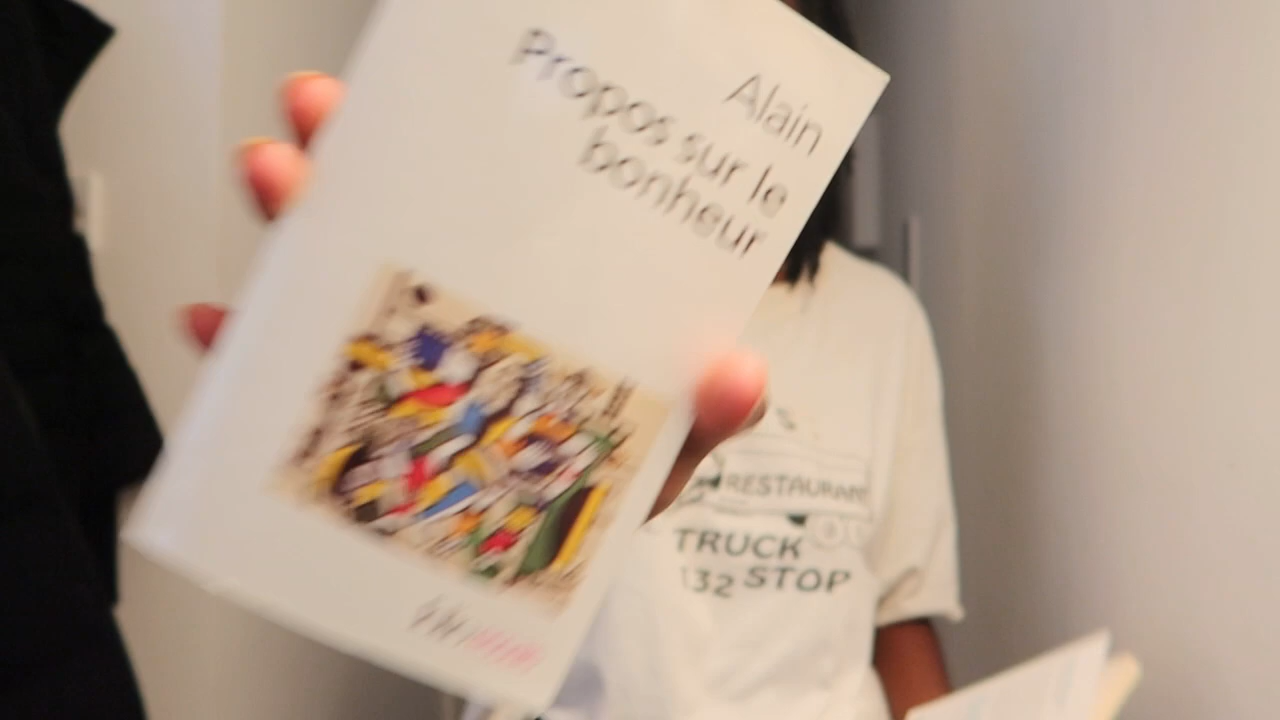 Alain
Propos sur le
bonheur
RESTAURANT
TRUCK
132 STOP